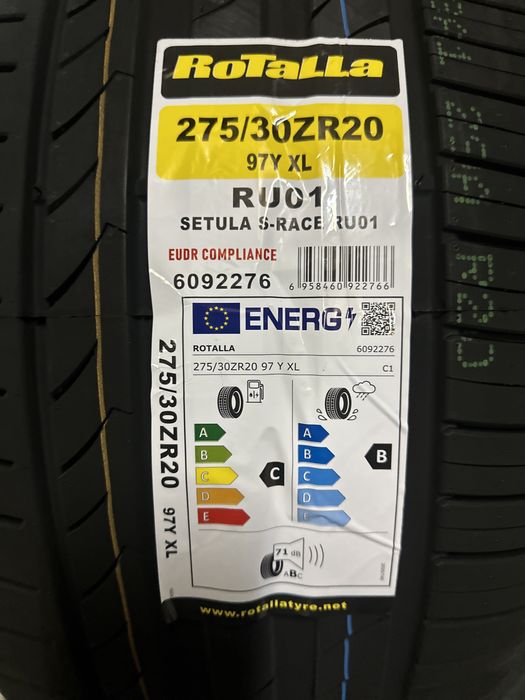 RoTaLLa
275/30ZR20
97Y XL
RU01
SETULA S-RACE RU01
EUDR COMPLIANCE
6092276
6 958460 922766
ENERG
ROTALLA 6092276
275/30ZR20 97 Y XL C1
A A
B B B
C C C
D D
E E
71 dB
ABC
www.rotallatyre.net
275/30ZR20 97Y XL